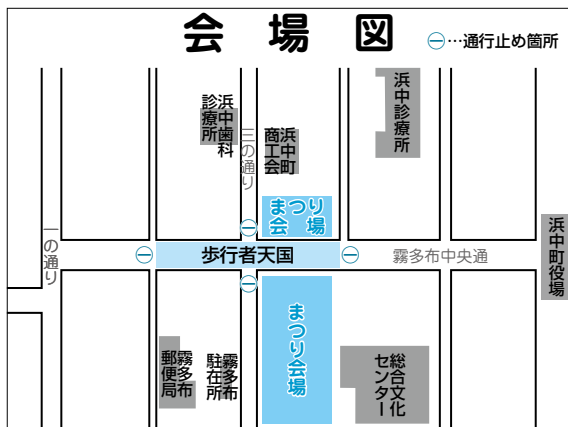 会場図
⊖…通行止め箇所
浜中歯科
診療所
三の通り
浜中町
商工会
浜中診療所
まつり
会場
一の通り
歩行者天国
霧多布中央通
浜中町役場
まつり会場
霧多布
郵便局
霧多布
駐在所
総合文化
センター